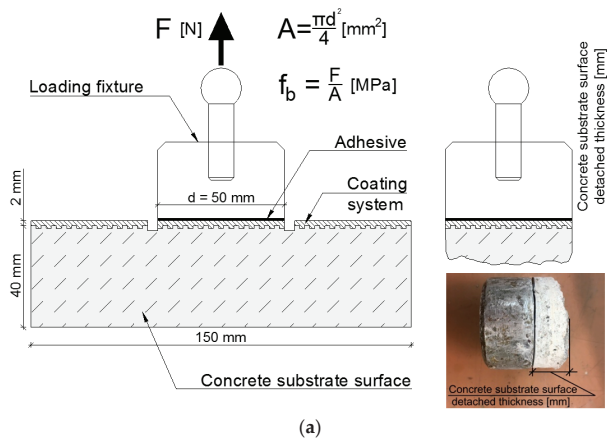 F [N]
A=πd²/4 [mm²]
f_b = F/A [MPa]
Loading fixture
Adhesive
Coating
system
d = 50 mm
2 mm
40 mm
150 mm
Concrete substrate surface
Concrete substrate surface
detached thickness [mm]
Concrete substrate surface
detached thickness [mm]
(a)